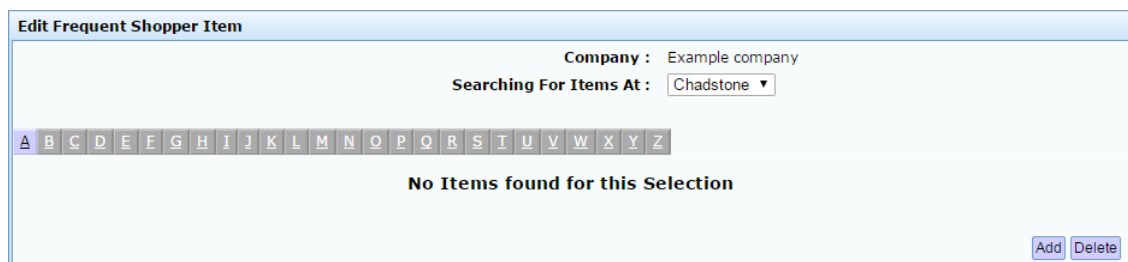 Edit Frequent Shopper Item
Company : Example company
Searching For Items At : Chadstone
A B C D E F G H I J K L M N O P Q R S T U V W X Y Z
No Items found for this Selection
Add Delete